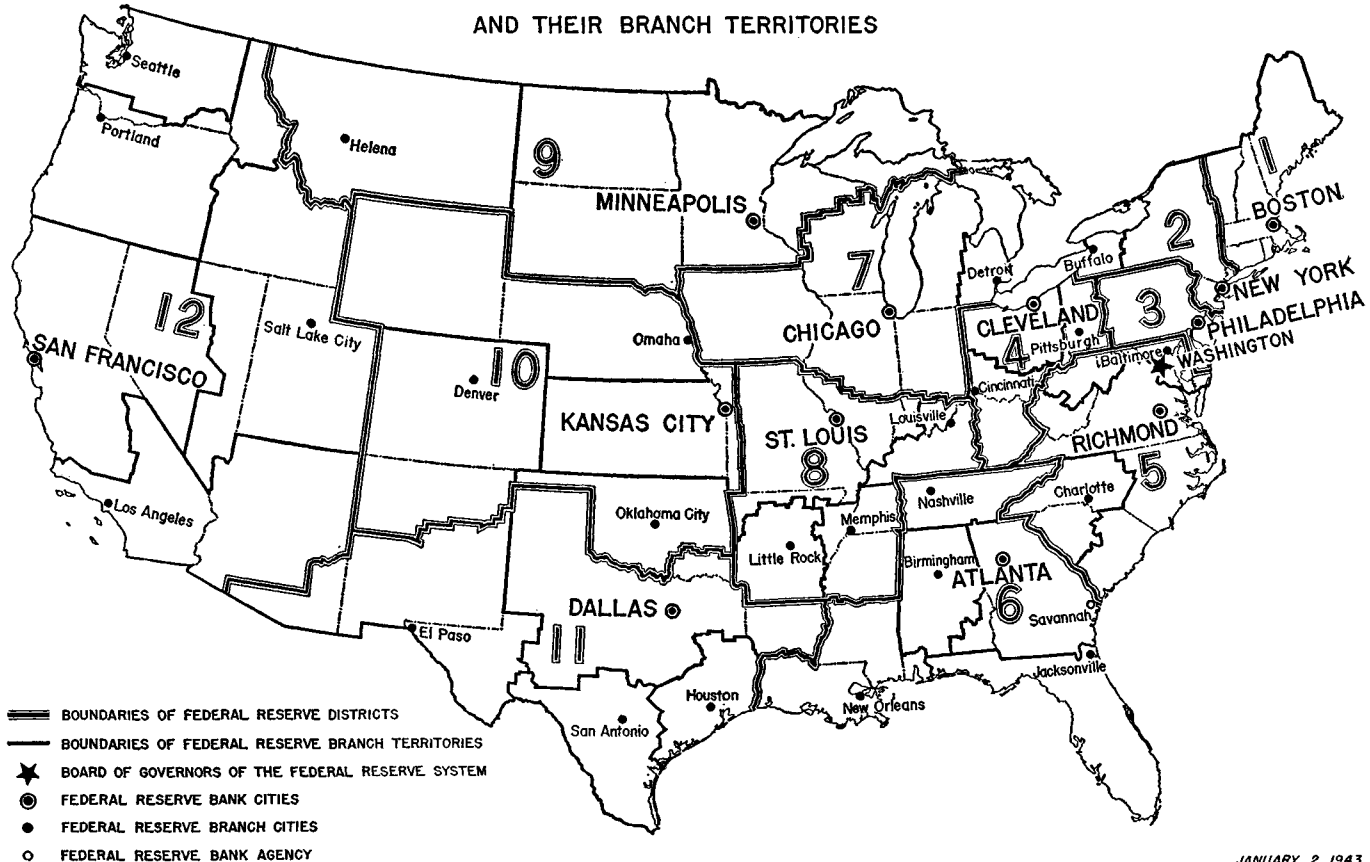 AND THEIR BRANCH TERRITORIES
Seattle
Portland
Helena
9
MINNEAPOLIS
1
BOSTON
2
7
Detroit
Buffalo
NEW YORK
12
Salt Lake City
SAN FRANCISCO
Omaha
CHICAGO
CLEVELAND
4
Pittsburgh
3
PHILADELPHIA
Baltimore
WASHINGTON
10
Denver
Cincinnati
KANSAS CITY
ST. LOUIS
8
Louisville
RICHMOND
5
Los Angeles
Oklahoma City
Nashville
Charlotte
Memphis
Little Rock
Birmingham
ATLANTA
6
Savannah
DALLAS
11
El Paso
Jacksonville
Houston
New Orleans
San Antonio
BOUNDARIES OF FEDERAL RESERVE DISTRICTS
BOUNDARIES OF FEDERAL RESERVE BRANCH TERRITORIES
BOARD OF GOVERNORS OF THE FEDERAL RESERVE SYSTEM
FEDERAL RESERVE BANK CITIES
FEDERAL RESERVE BRANCH CITIES
FEDERAL RESERVE BANK AGENCY
JANUARY 2, 1943